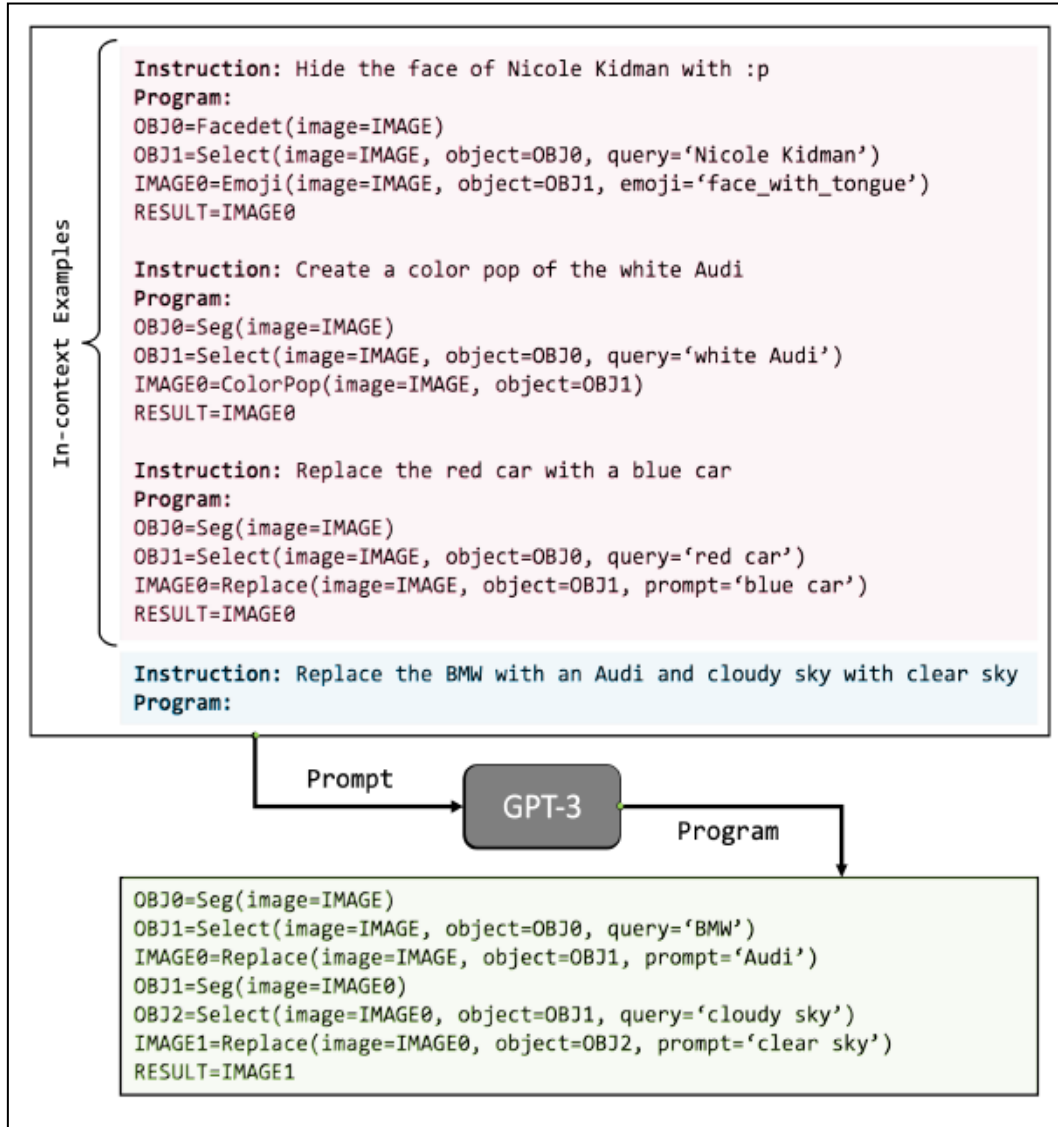 In-context Examples
Instruction: Hide the face of Nicole Kidman with :p
Program:
OBJ0=Facedet(image=IMAGE)
OBJ1=Select(image=IMAGE, object=OBJ0, query=‘Nicole Kidman’)
IMAGE0=Emoji(image=IMAGE, object=OBJ1, emoji=‘face_with_tongue’)
RESULT=IMAGE0
Instruction: Create a color pop of the white Audi
Program:
OBJ0=Seg(image=IMAGE)
OBJ1=Select(image=IMAGE, object=OBJ0, query=‘white Audi’)
IMAGE0=ColorPop(image=IMAGE, object=OBJ1)
RESULT=IMAGE0
Instruction: Replace the red car with a blue car
Program:
OBJ0=Seg(image=IMAGE)
OBJ1=Select(image=IMAGE, object=OBJ0, query=‘red car’)
IMAGE0=Replace(image=IMAGE, object=OBJ1, prompt=‘blue car’)
RESULT=IMAGE0
Instruction: Replace the BMW with an Audi and cloudy sky with clear sky
Program:
Prompt
GPT-3
Program
OBJ0=Seg(image=IMAGE)
OBJ1=Select(image=IMAGE, object=OBJ0, query=‘BMW’)
IMAGE0=Replace(image=IMAGE, object=OBJ1, prompt=‘Audi’)
OBJ1=Seg(image=IMAGE0)
OBJ2=Select(image=IMAGE0, object=OBJ1, query=‘cloudy sky’)
IMAGE1=Replace(image=IMAGE0, object=OBJ2, prompt=‘clear sky’)
RESULT=IMAGE1